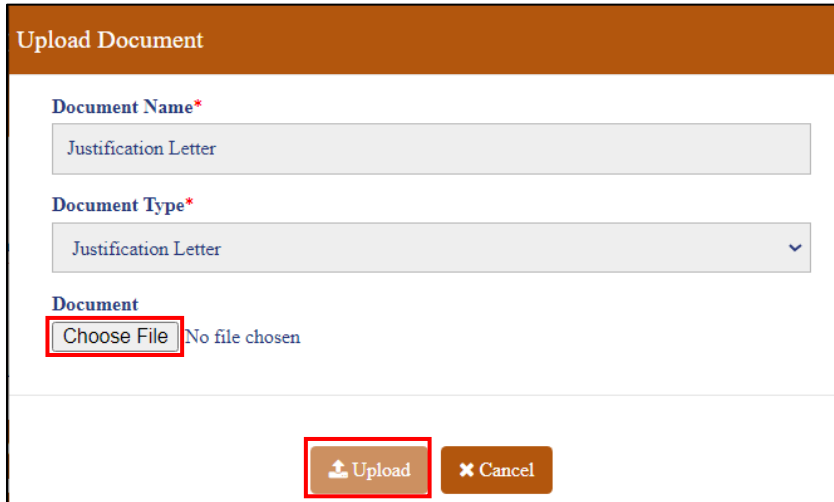 Upload Document
Document Name*
Justification Letter
Document Type*
Justification Letter
Document
Choose File No file chosen
Upload Cancel